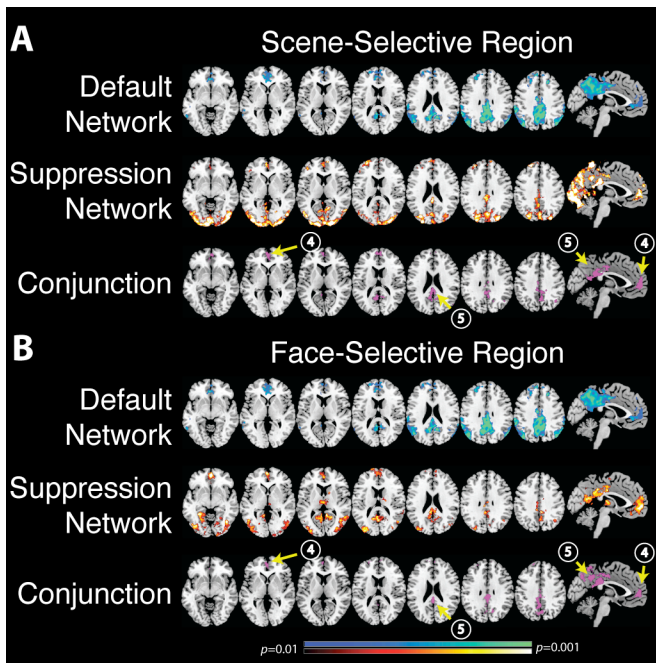 A
Scene-Selective Region
Default
Network
Suppression
Network
Conjunction
4
5
5
4
B
Face-Selective Region
Default
Network
Suppression
Network
Conjunction
4
5
5
4
p=0.01
p=0.001